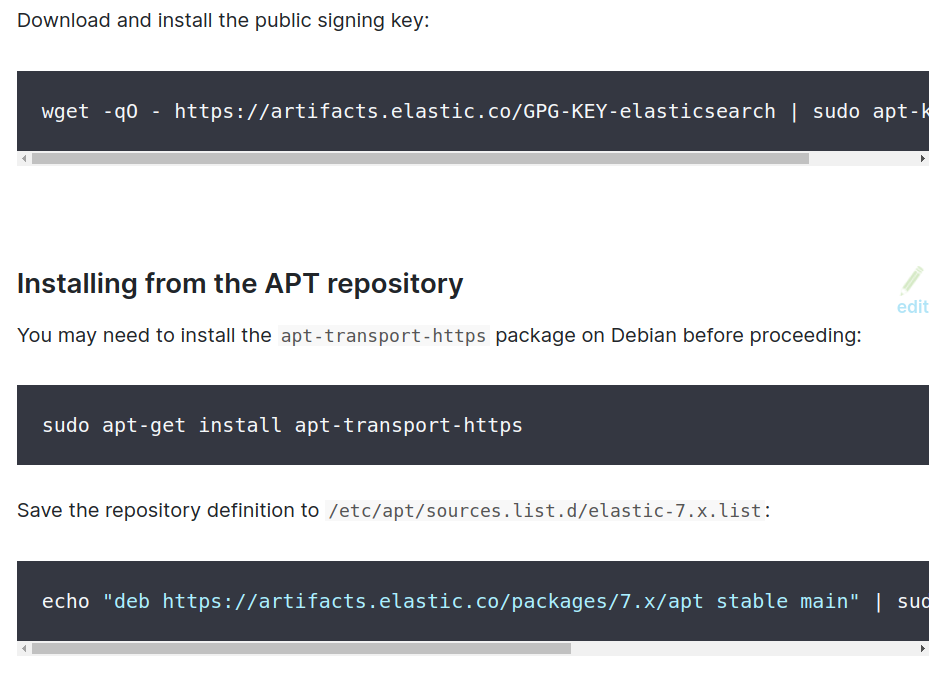 Download and install the public signing key:
wget -qO - https://artifacts.elastic.co/GPG-KEY-elasticsearch | sudo apt-k
Installing from the APT repository
edit
You may need to install the apt-transport-https package on Debian before proceeding:
sudo apt-get install apt-transport-https
Save the repository definition to /etc/apt/sources.list.d/elastic-7.x.list:
echo "deb https://artifacts.elastic.co/packages/7.x/apt stable main" | sud